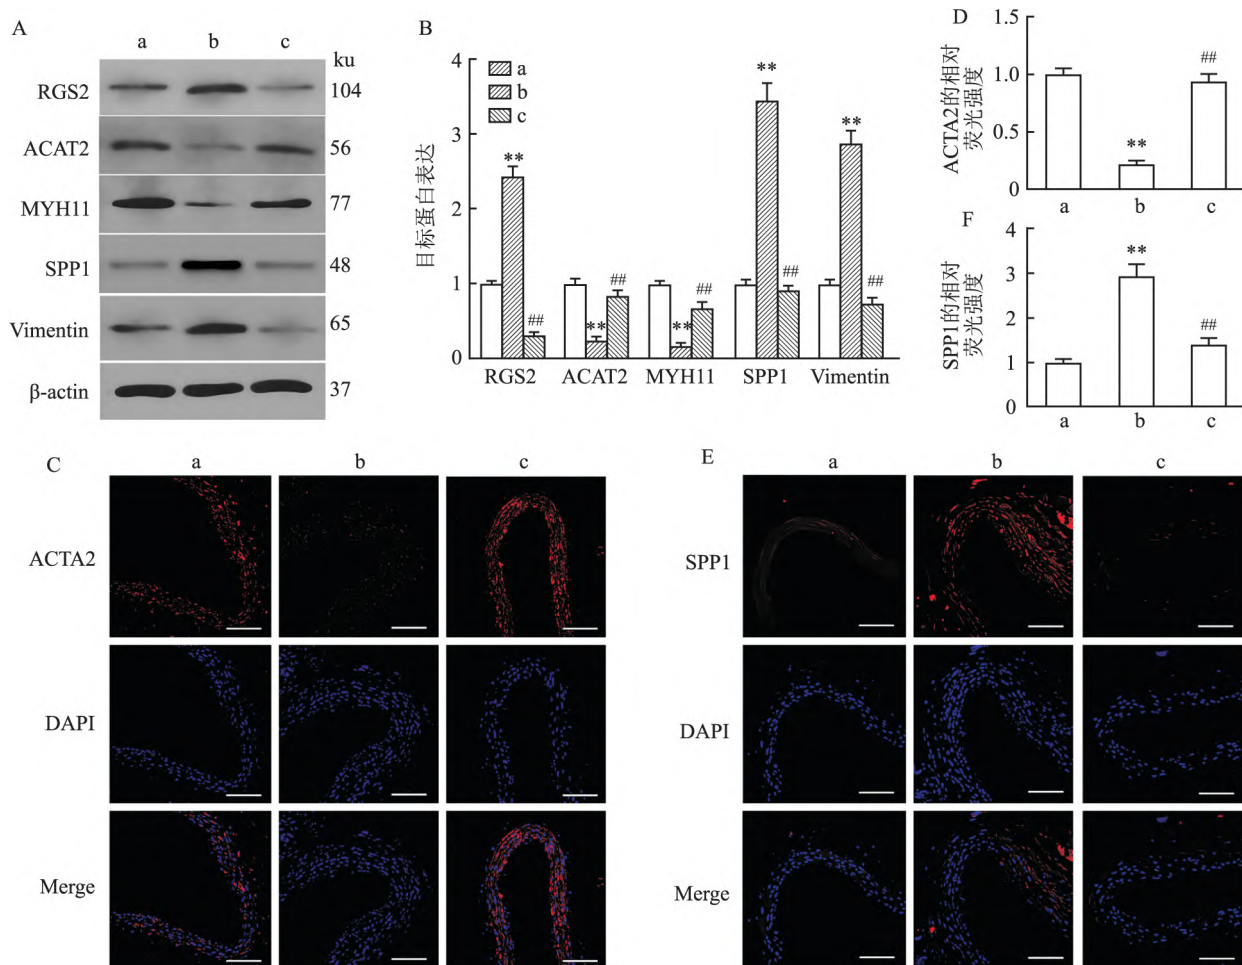 A
a b c
ku
RGS2 104
ACAT2 56
MYH11 77
SPP1 48
Vimentin 65
β-actin 37
B
目标蛋白表达
4
3
2
1
0
a
b
c
** ## ** ## ** ## ** ## ** ##
RGS2 ACAT2 MYH11 SPP1 Vimentin
D
ACTA2的相对
荧光强度
1.5
1.0
0.5
0
** ##
a b c
F
SPP1的相对
荧光强度
4
3
2
1
0
** ##
a b c
C
a b c
ACTA2
DAPI
Merge
E
a b c
SPP1
DAPI
Merge